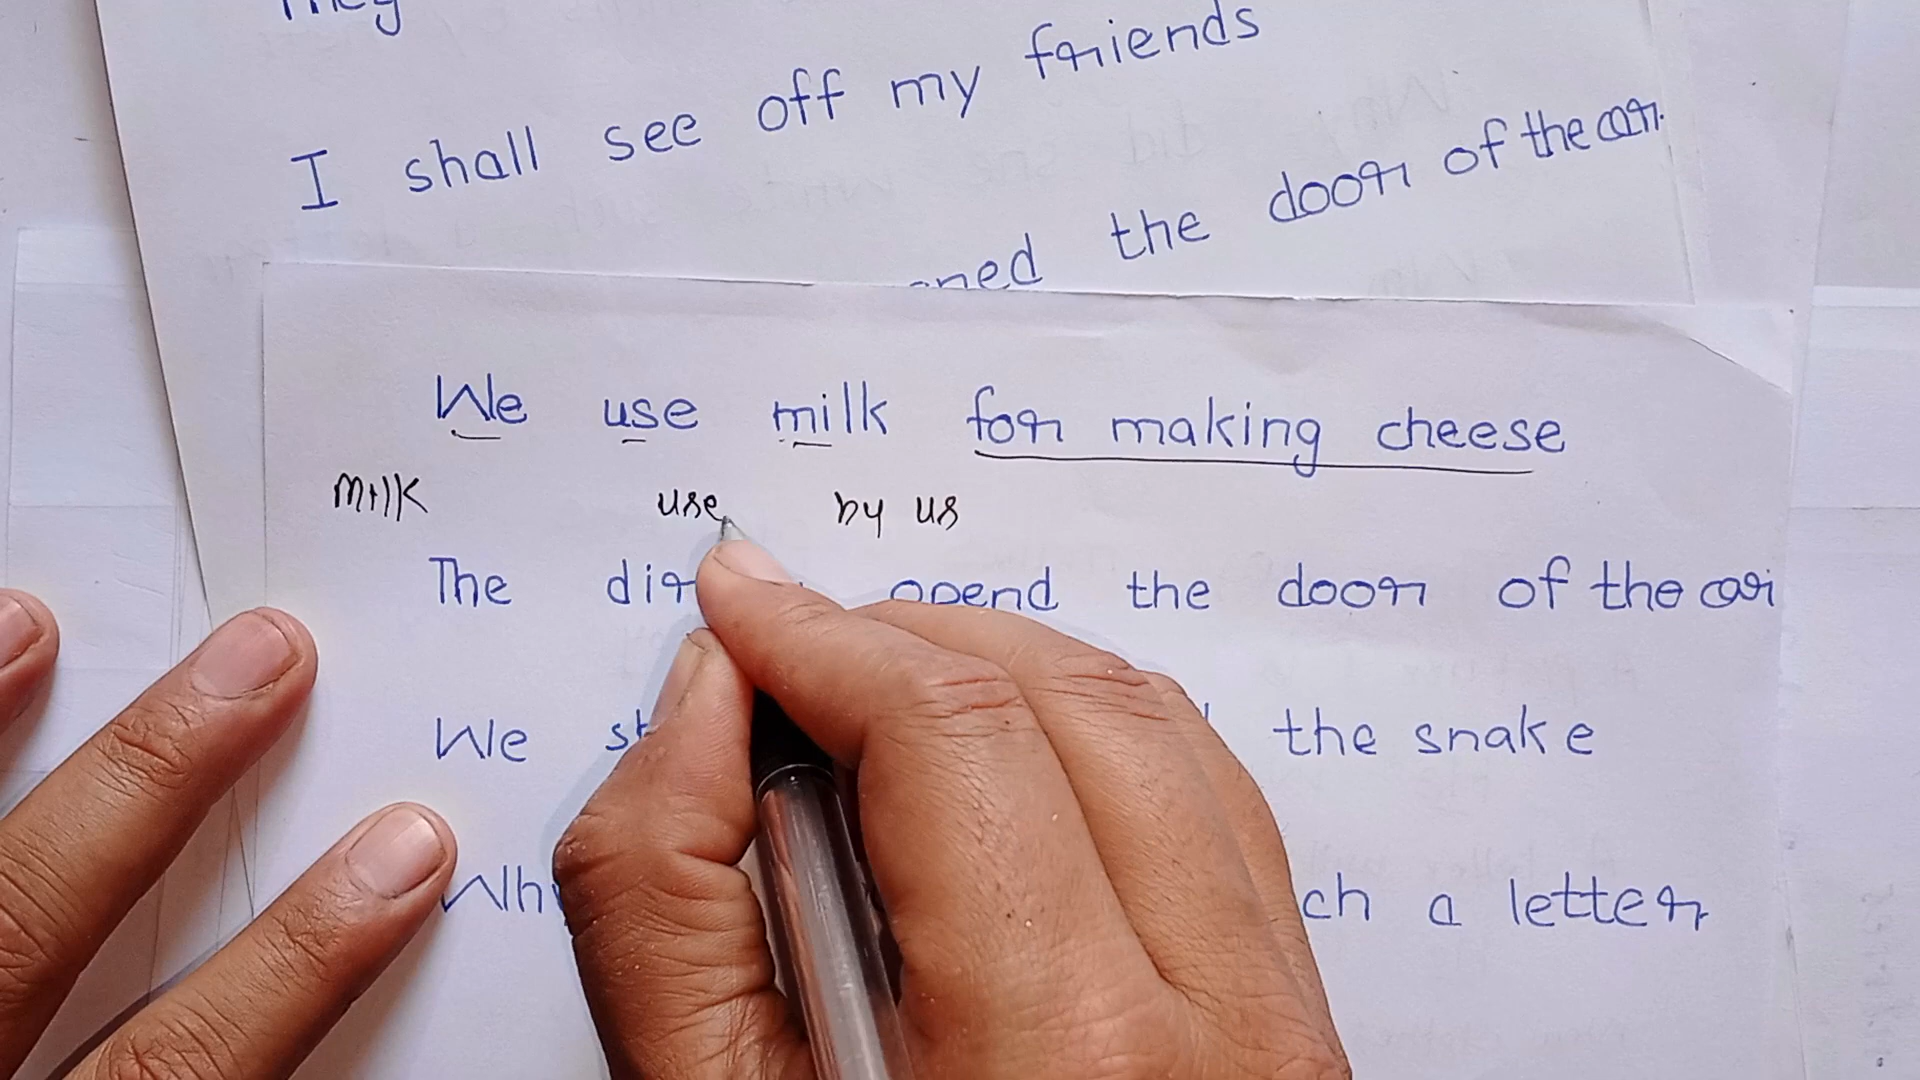 They
I shall see off my friends
the door of the car.
We use milk for making cheese
Milk use by us
The opend the door of the car
We the snake
a letter